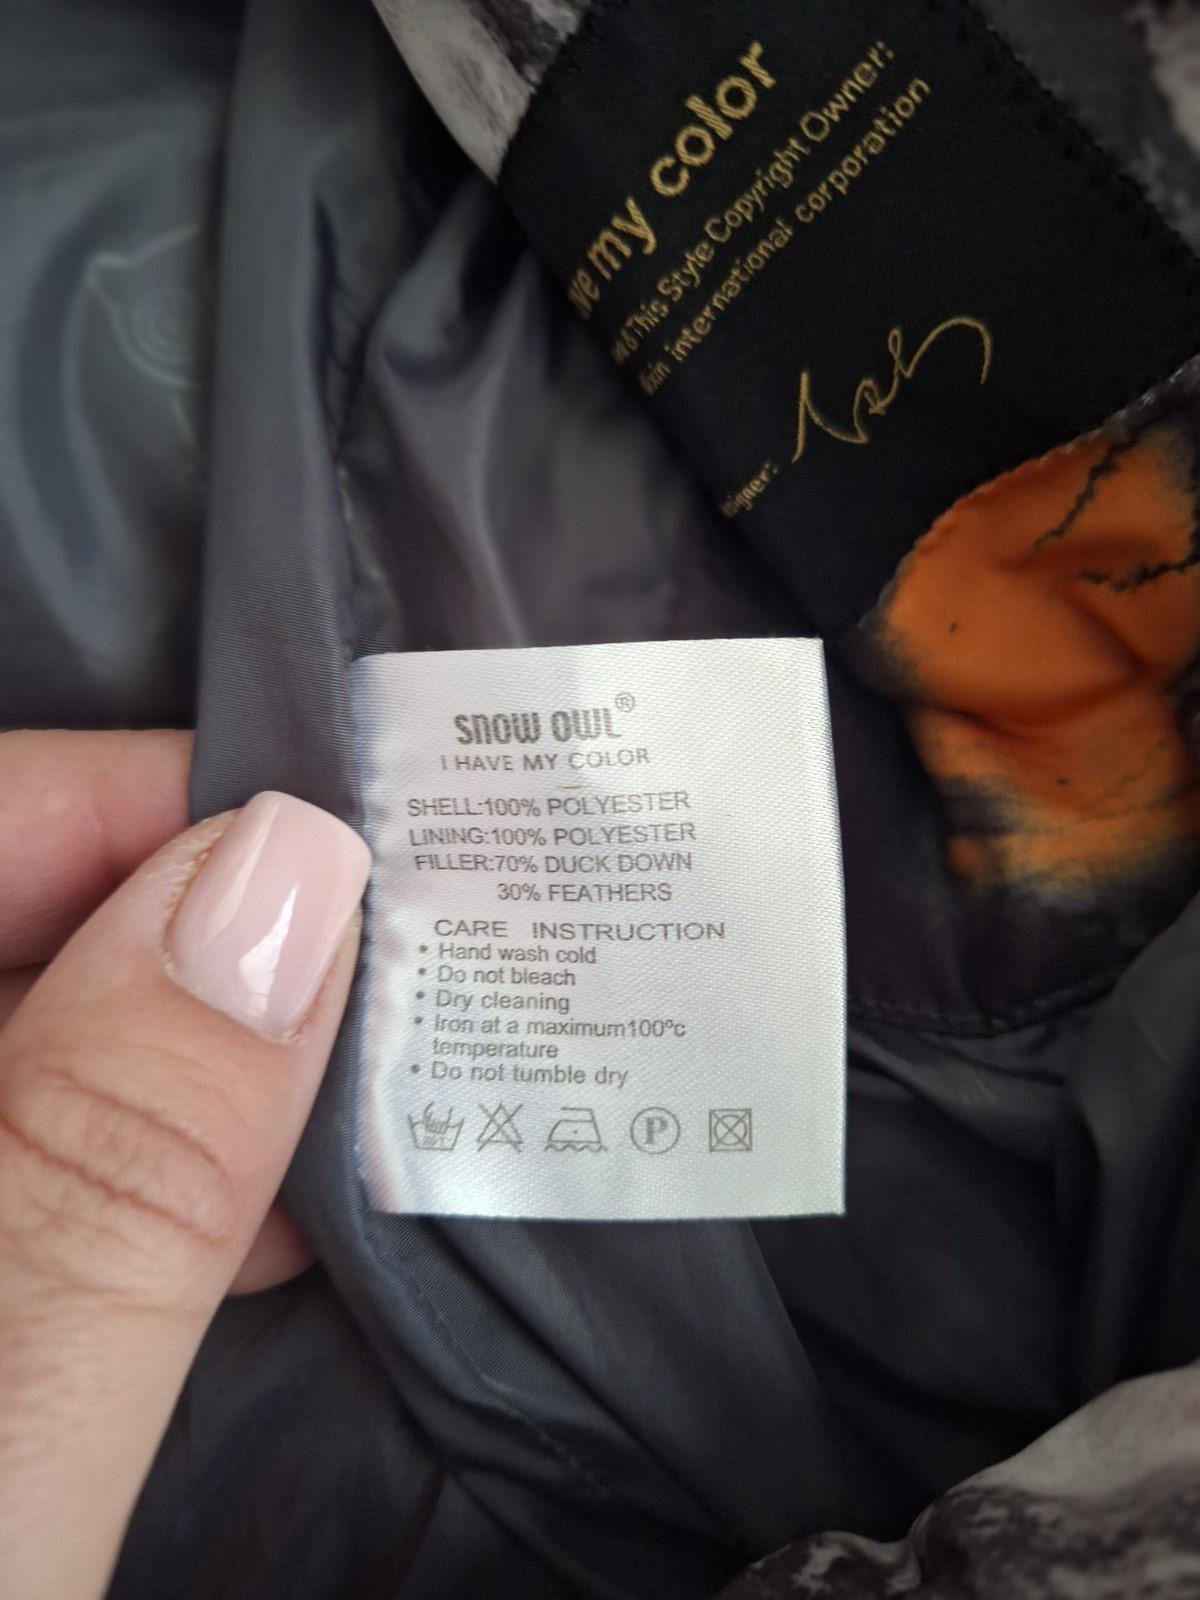 my color
This Style Copyright Owner:
international corporation
SNOW OWL®
I HAVE MY COLOR
SHELL:100% POLYESTER
LINING:100% POLYESTER
FILLER:70% DUCK DOWN
30% FEATHERS
CARE INSTRUCTION
• Hand wash cold
• Do not bleach
• Dry cleaning
• Iron at a maximum100°c
temperature
• Do not tumble dry
P